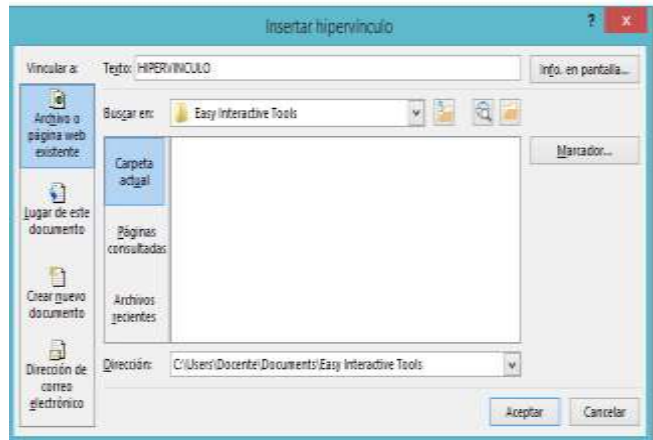 Insertar hipervínculo
?
x
Vincular a:
Texto:
HIPERVINCULO
Info. en pantalla...
Archivo o
página web
existente
Buscar en:
Easy Interactive Tools
Carpeta
actual
Marcador...
Lugar de este
documento
Páginas
consultadas
Crear nuevo
documento
Archivos
recientes
Dirección de
correo
electrónico
Dirección:
C:\Users\Docente\Documents\Easy Interactive Tools
Aceptar
Cancelar